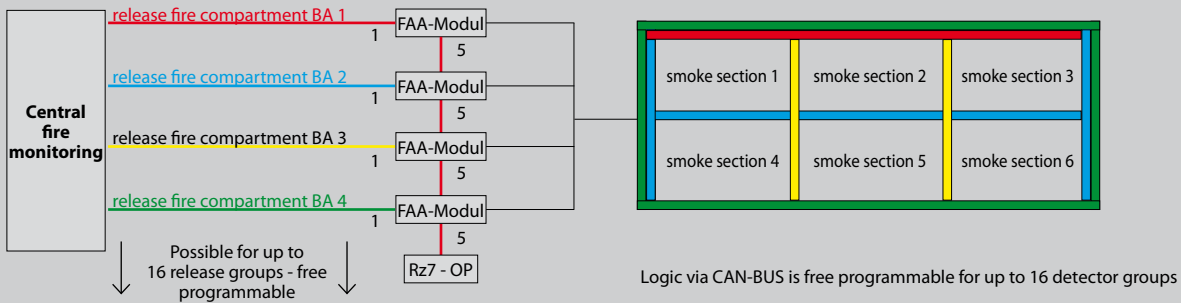 Central
fire
monitoring
release fire compartment BA 1
1
FAA-Modul
5
release fire compartment BA 2
1
FAA-Modul
5
release fire compartment BA 3
1
FAA-Modul
5
release fire compartment BA 4
1
FAA-Modul
5
Possible for up to
16 release groups - free
programmable
Rz7 - OP
smoke section 1
smoke section 2
smoke section 3
smoke section 4
smoke section 5
smoke section 6
Logic via CAN-BUS is free programmable for up to 16 detector groups